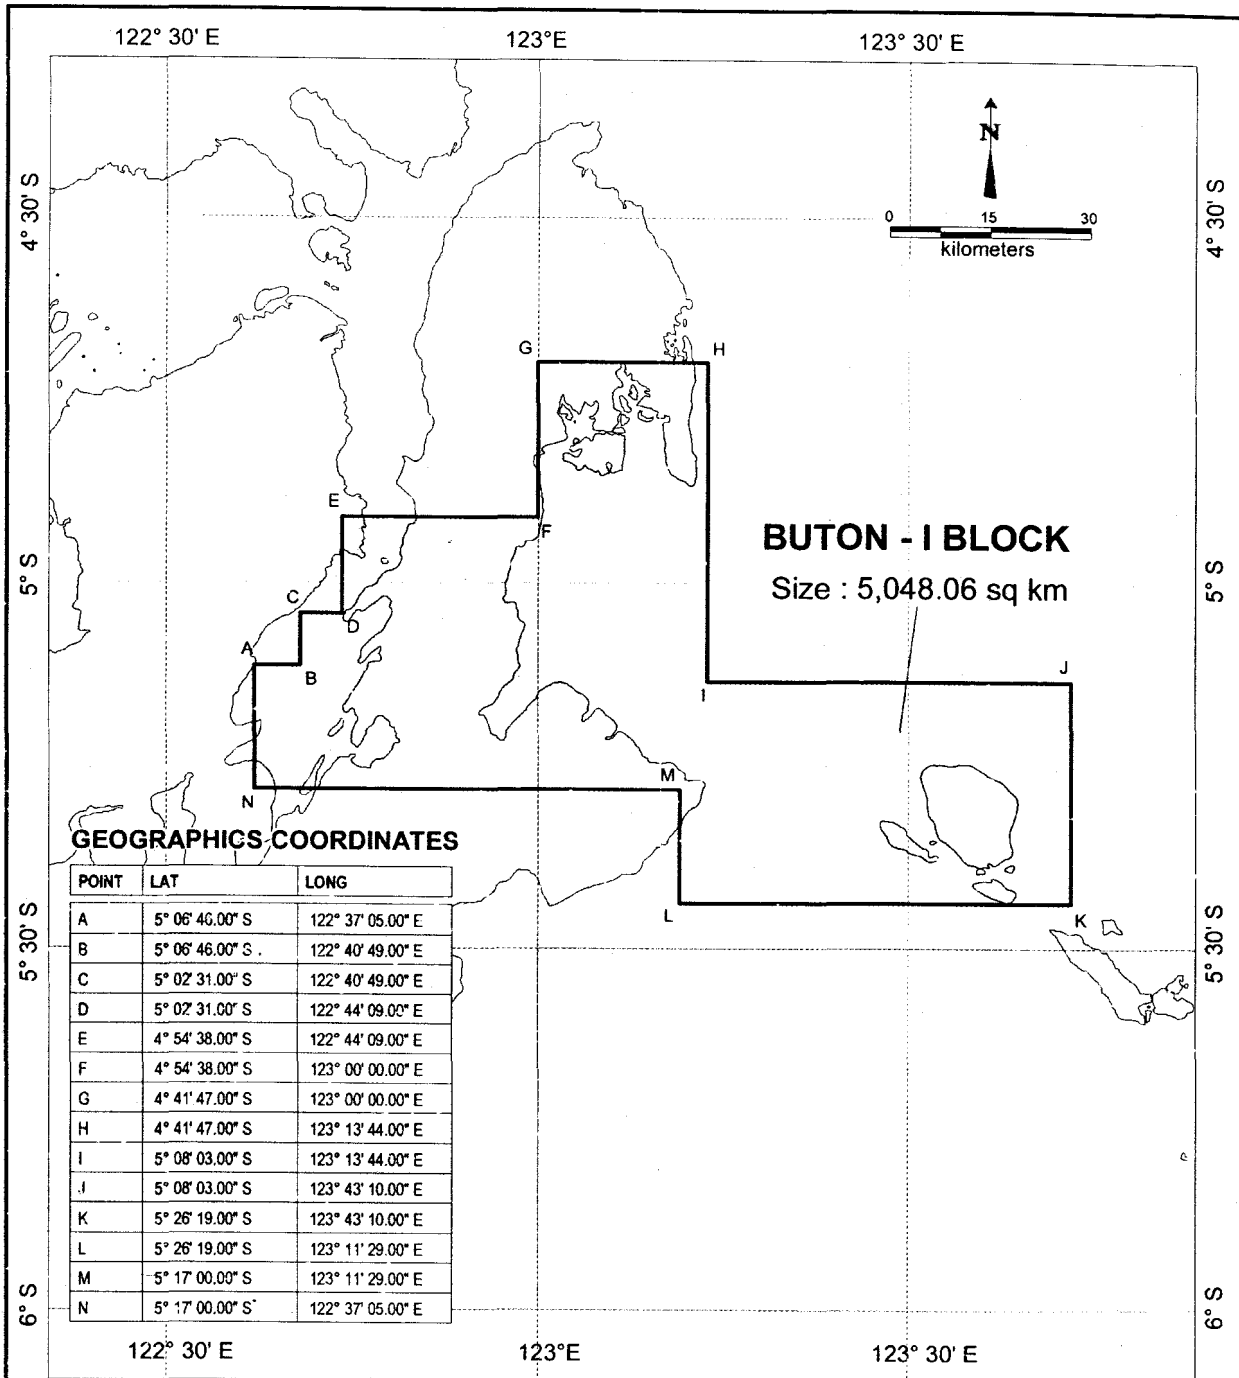 122° 30' E 123°E 123° 30' E
N
4° 30' S 4° 30' S
0 15 30
kilometers
G H
E
F
BUTON - I BLOCK
5° S 5° S
Size : 5,048.06 sq km
C
D
A
B
I J
M
N
GEOGRAPHICS COORDINATES
POINT LAT LONG
A 5° 06' 46.00" S 122° 37' 05.00" E
B 5° 06' 46.00" S 122° 40' 49.00" E
C 5° 02' 31.00" S 122° 40' 49.00" E
D 5° 02' 31.00" S 122° 44' 09.00" E
E 4° 54' 38.00" S 122° 44' 09.00" E
F 4° 54' 38.00" S 123° 00' 00.00" E
G 4° 41' 47.00" S 123° 00' 00.00" E
H 4° 41' 47.00" S 123° 13' 44.00" E
I 5° 08' 03.00" S 123° 13' 44.00" E
J 5° 08' 03.00" S 123° 43' 10.00" E
K 5° 26' 19.00" S 123° 43' 10.00" E
L 5° 26' 19.00" S 123° 11' 29.00" E
M 5° 17' 00.00" S 123° 11' 29.00" E
N 5° 17' 00.00" S 122° 37' 05.00" E
L K
5° 30' S 5° 30' S
6° S 6° S
122° 30' E 123°E 123° 30' E